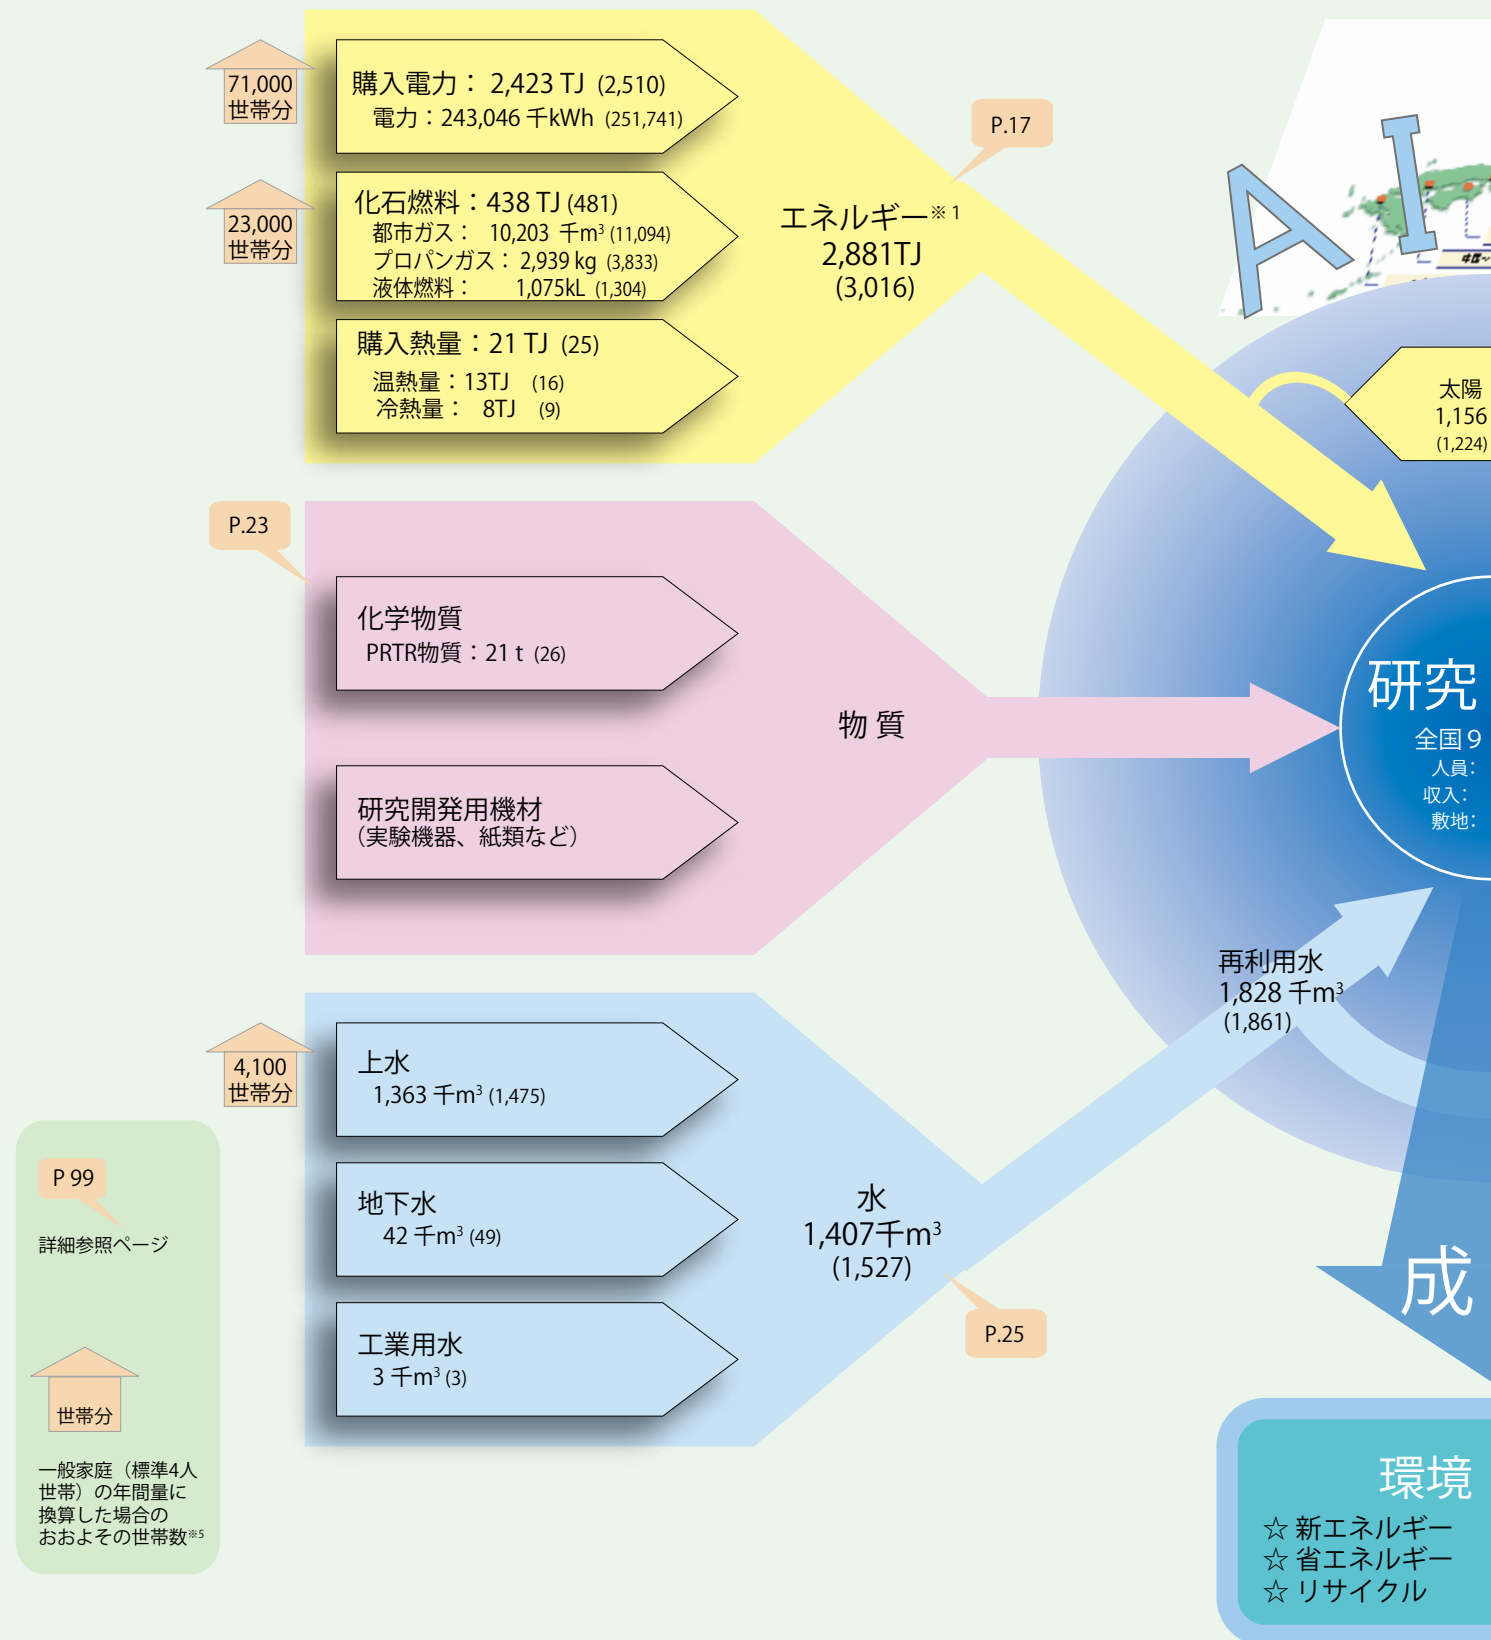 71,000
世帯分
購入電力： 2,423 TJ (2,510)
電力：243,046 千kWh (251,741)
23,000
世帯分
化石燃料：438 TJ (481)
都市ガス： 10,203 千m³ (11,094)
プロパンガス：2,939 kg (3,833)
液体燃料： 1,075kL (1,304)
購入熱量：21 TJ (25)
温熱量：13TJ (16)
冷熱量： 8TJ (9)
エネルギー※1
2,881TJ
(3,016)
P.17
A I
太陽
1,156
(1,224)
P.23
化学物質
PRTR物質：21 t (26)
研究開発用機材
（実験機器、紙類など）
物 質
研究
全国９
人員：
収入：
敷地：
再利用水
1,828 千m³
(1,861)
4,100
世帯分
上水
1,363 千m³ (1,475)
地下水
42 千m³ (49)
工業用水
3 千m³ (3)
水
1,407千m³
(1,527)
P.25
P 99
詳細参照ページ
世帯分
一般家庭（標準4人
世帯）の年間量に
換算した場合の
おおよその世帯数※5
成
環境
☆ 新エネルギー
☆ 省エネルギー
☆ リサイクル